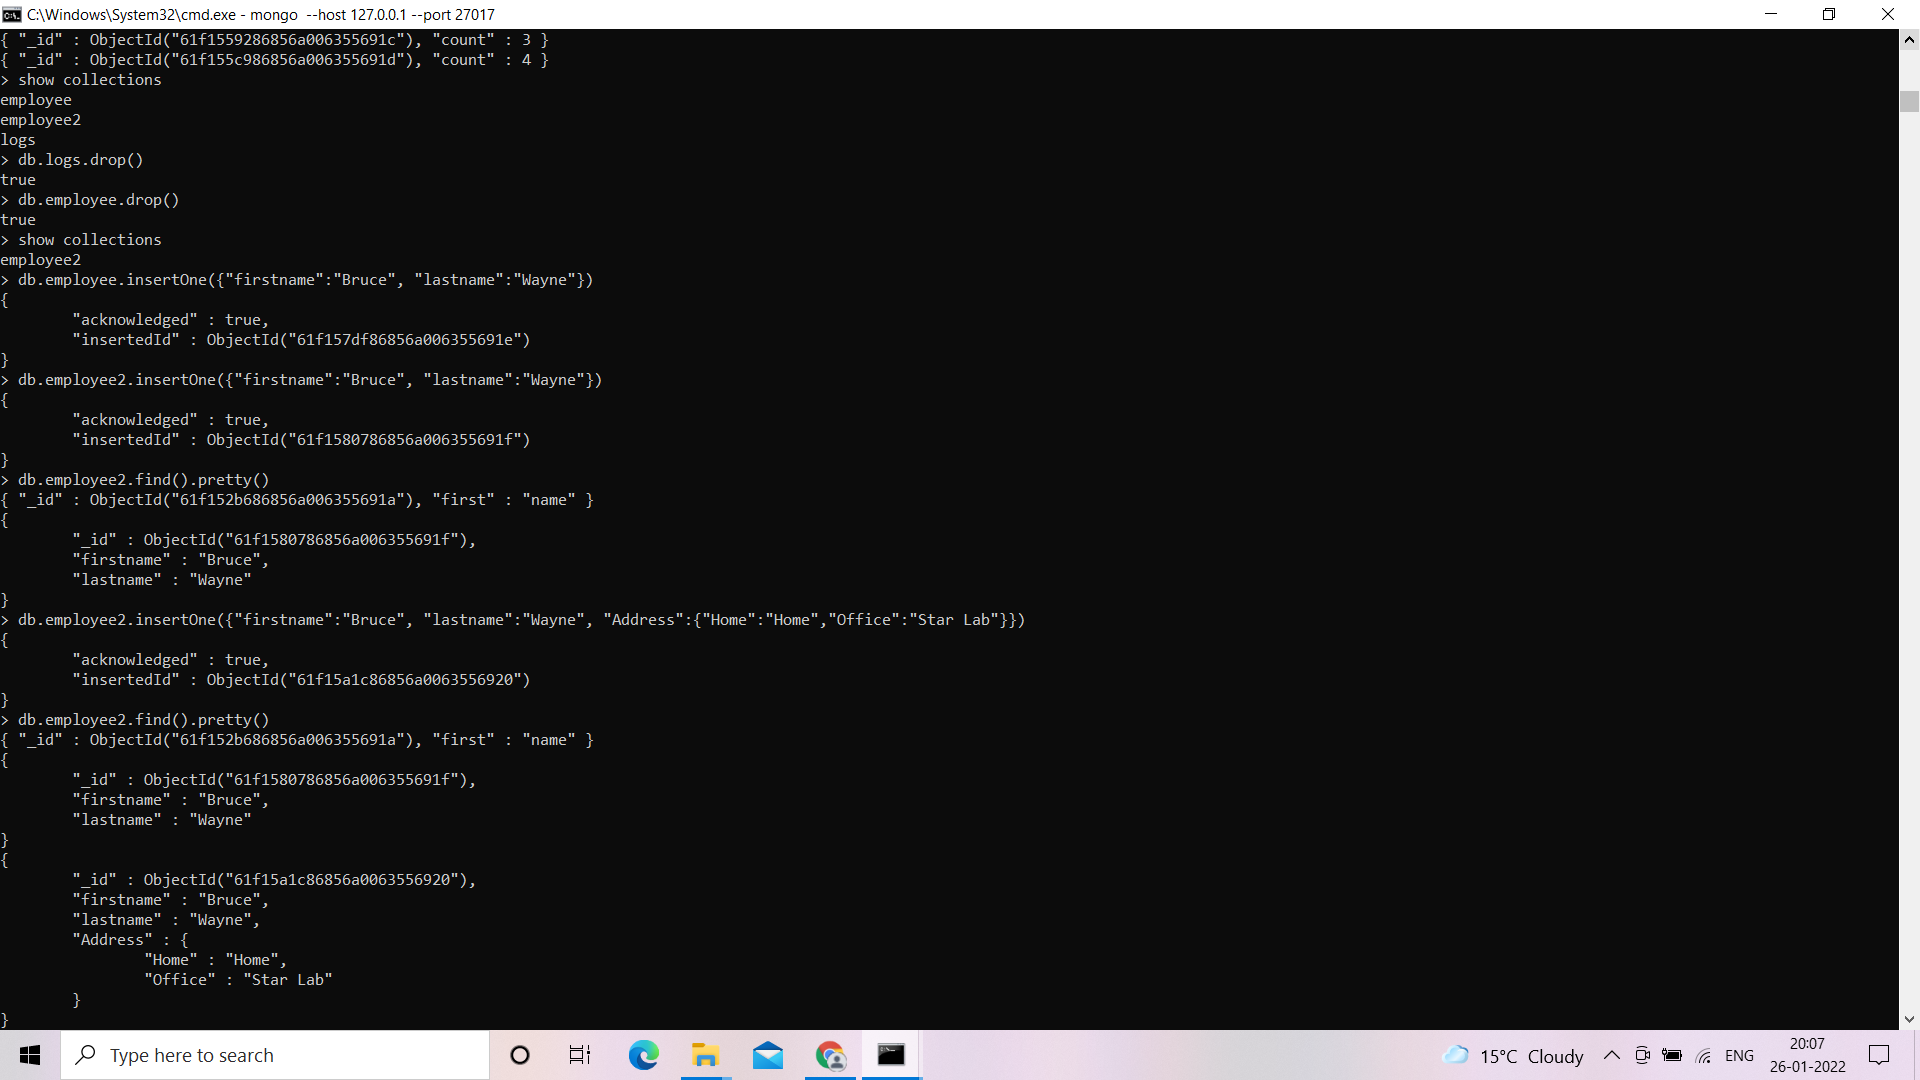 C:\Windows\System32\cmd.exe - mongo  --host 127.0.0.1 --port 27017
{ "_id" : ObjectId("61f1559286856a006355691c"), "count" : 3 }
{ "_id" : ObjectId("61f155c986856a006355691d"), "count" : 4 }
> show collections
employee
employee2
logs
> db.logs.drop()
true
> db.employee.drop()
true
> show collections
employee2
> db.employee.insertOne({"firstname":"Bruce", "lastname":"Wayne"})
{
        "acknowledged" : true,
        "insertedId" : ObjectId("61f157df86856a006355691e")
}
> db.employee2.insertOne({"firstname":"Bruce", "lastname":"Wayne"})
{
        "acknowledged" : true,
        "insertedId" : ObjectId("61f1580786856a006355691f")
}
> db.employee2.find().pretty()
{ "_id" : ObjectId("61f152b686856a006355691a"), "first" : "name" }
{
        "_id" : ObjectId("61f1580786856a006355691f"),
        "firstname" : "Bruce",
        "lastname" : "Wayne"
}
> db.employee2.insertOne({"firstname":"Bruce", "lastname":"Wayne", "Address":{"Home":"Home","Office":"Star Lab"}})
{
        "acknowledged" : true,
        "insertedId" : ObjectId("61f15a1c86856a0063556920")
}
> db.employee2.find().pretty()
{ "_id" : ObjectId("61f152b686856a006355691a"), "first" : "name" }
{
        "_id" : ObjectId("61f1580786856a006355691f"),
        "firstname" : "Bruce",
        "lastname" : "Wayne"
}
{
        "_id" : ObjectId("61f15a1c86856a0063556920"),
        "firstname" : "Bruce",
        "lastname" : "Wayne",
        "Address" : {
                "Home" : "Home",
                "Office" : "Star Lab"
        }
}
Type here to search
15°C Cloudy
ENG
20:07
26-01-2022